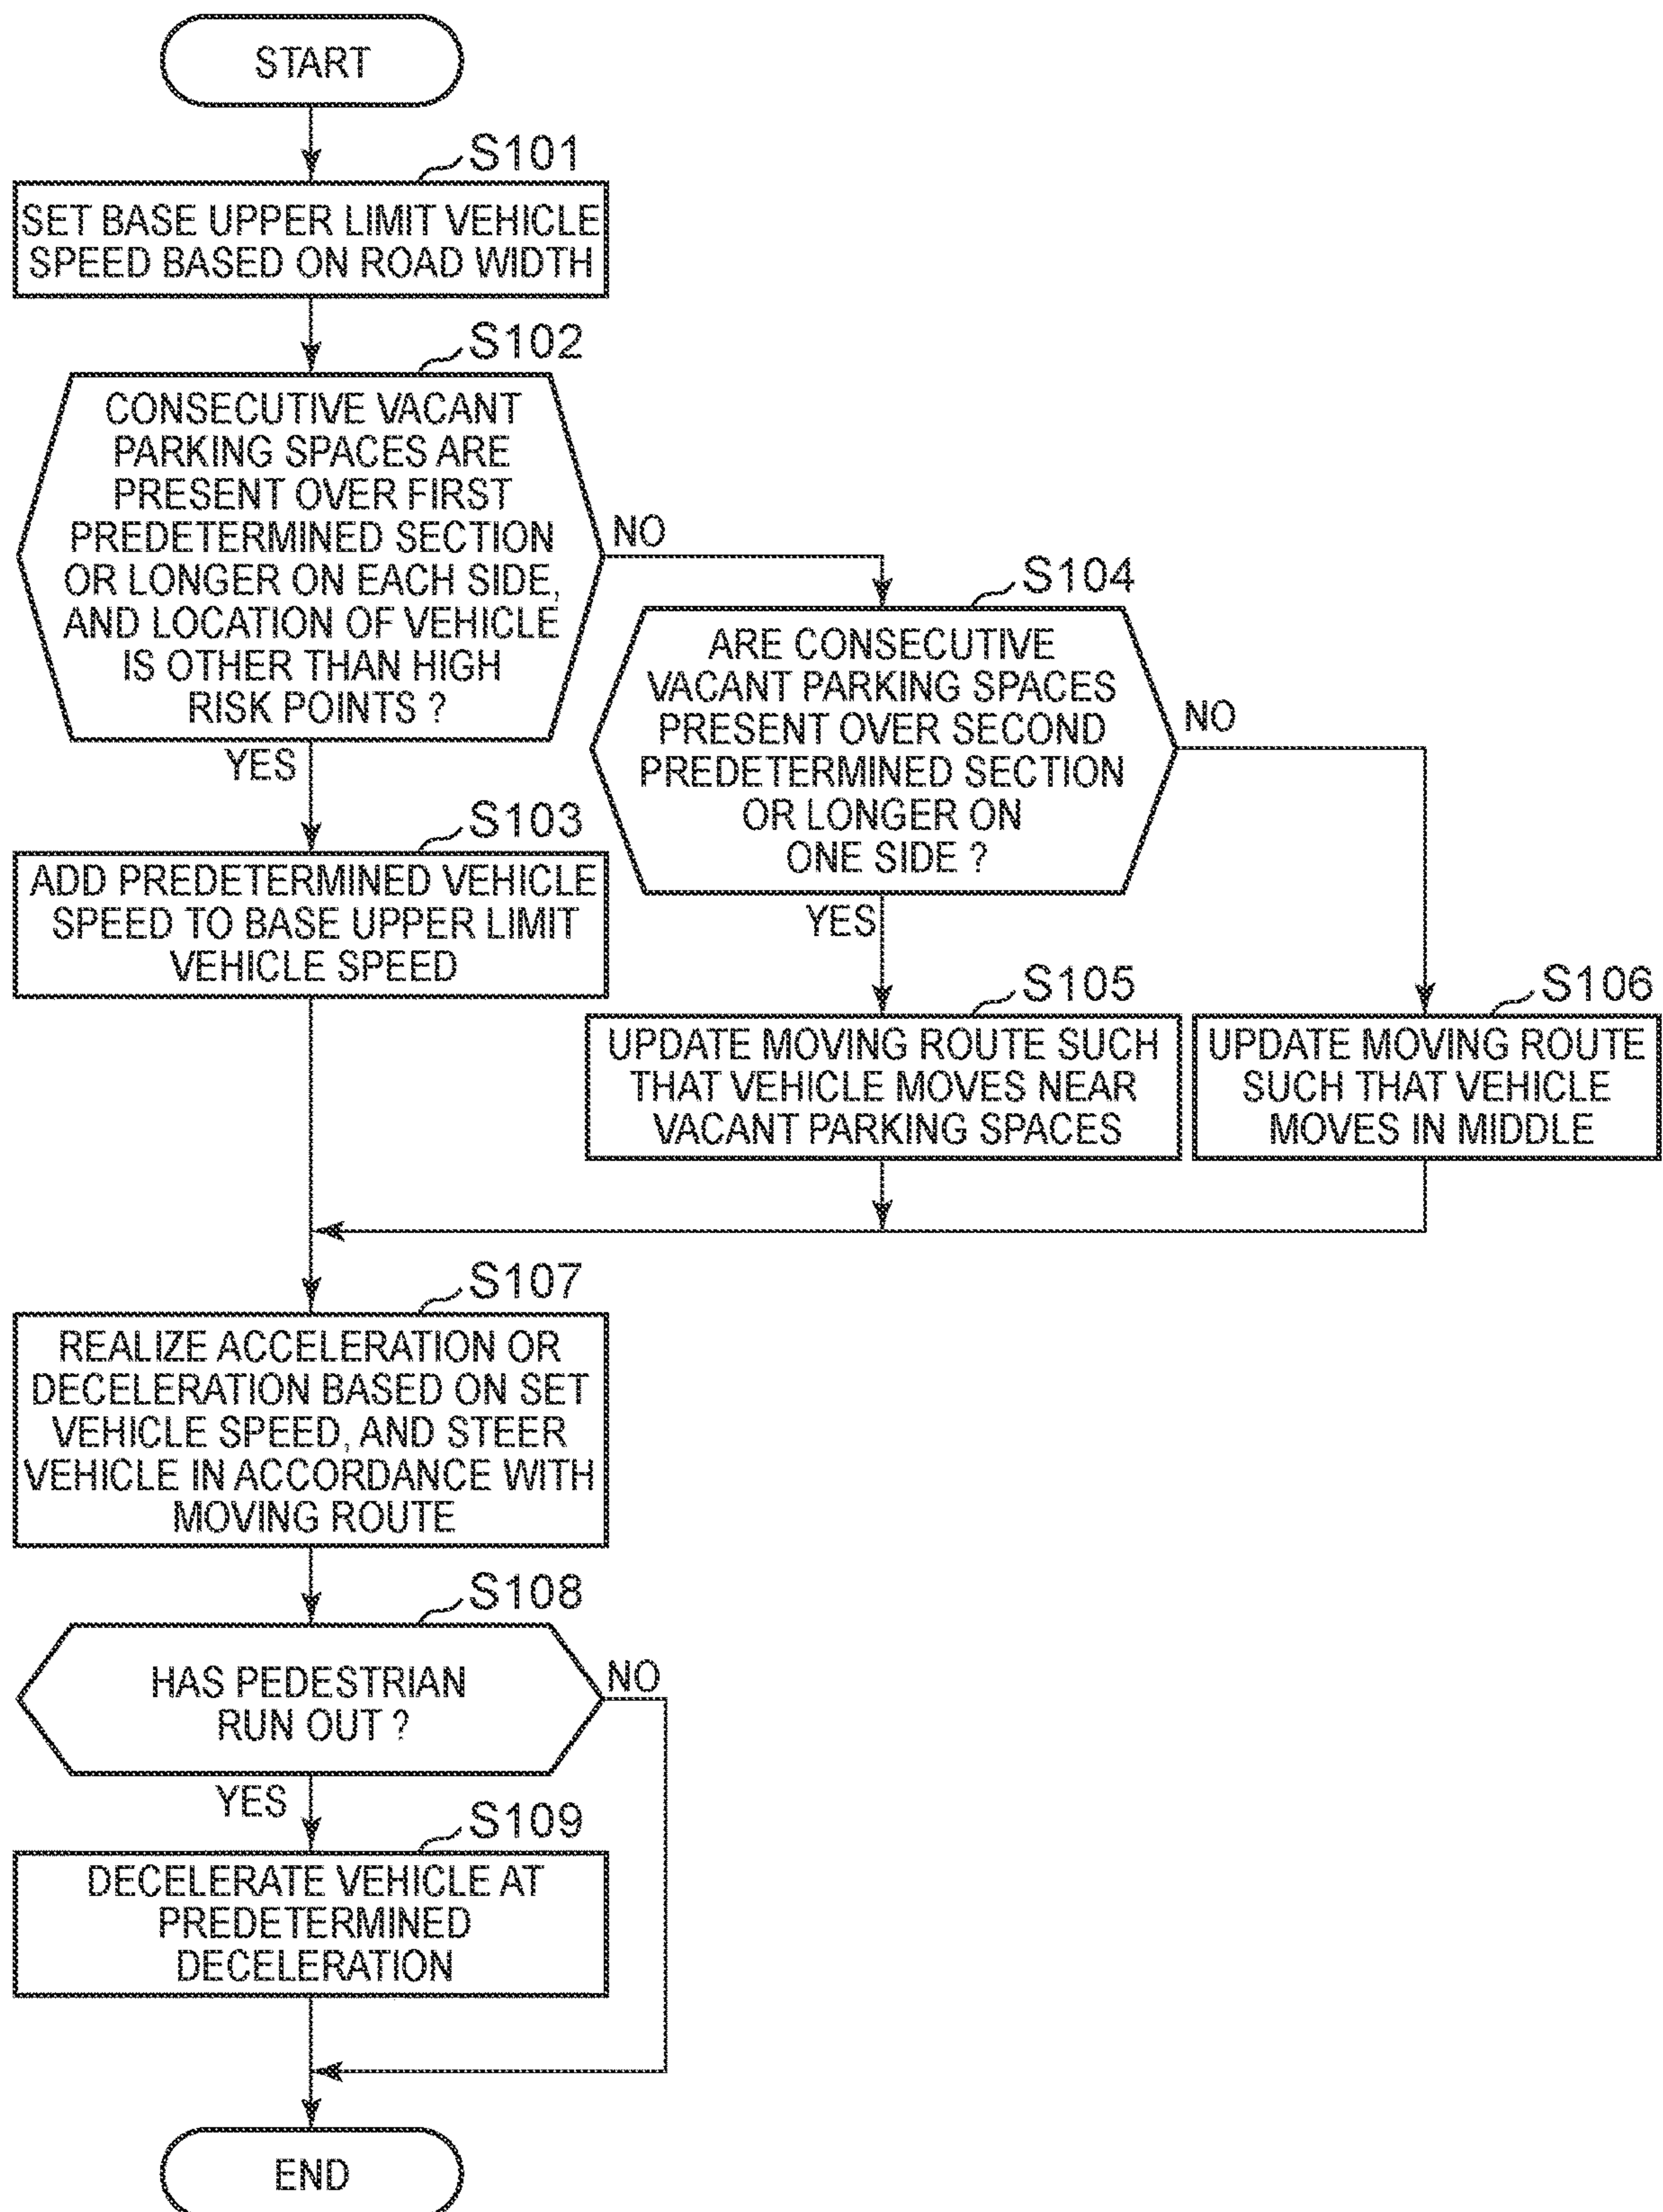 START
S101
SET BASE UPPER LIMIT VEHICLE
SPEED BASED ON ROAD WIDTH
S102
CONSECUTIVE VACANT
PARKING SPACES ARE
PRESENT OVER FIRST
PREDETERMINED SECTION
OR LONGER ON EACH SIDE,
AND LOCATION OF VEHICLE
IS OTHER THAN HIGH
RISK POINTS ?
NO
YES
S103
ADD PREDETERMINED VEHICLE
SPEED TO BASE UPPER LIMIT
VEHICLE SPEED
S104
ARE CONSECUTIVE
VACANT PARKING SPACES
PRESENT OVER SECOND
PREDETERMINED SECTION
OR LONGER ON
ONE SIDE ?
NO
YES
S105
UPDATE MOVING ROUTE SUCH
THAT VEHICLE MOVES NEAR
VACANT PARKING SPACES
S106
UPDATE MOVING ROUTE
SUCH THAT VEHICLE
MOVES IN MIDDLE
S107
REALIZE ACCELERATION OR
DECELERATION BASED ON SET
VEHICLE SPEED, AND STEER
VEHICLE IN ACCORDANCE WITH
MOVING ROUTE
S108
HAS PEDESTRIAN
RUN OUT ?
NO
YES
S109
DECELERATE VEHICLE AT
PREDETERMINED
DECELERATION
END